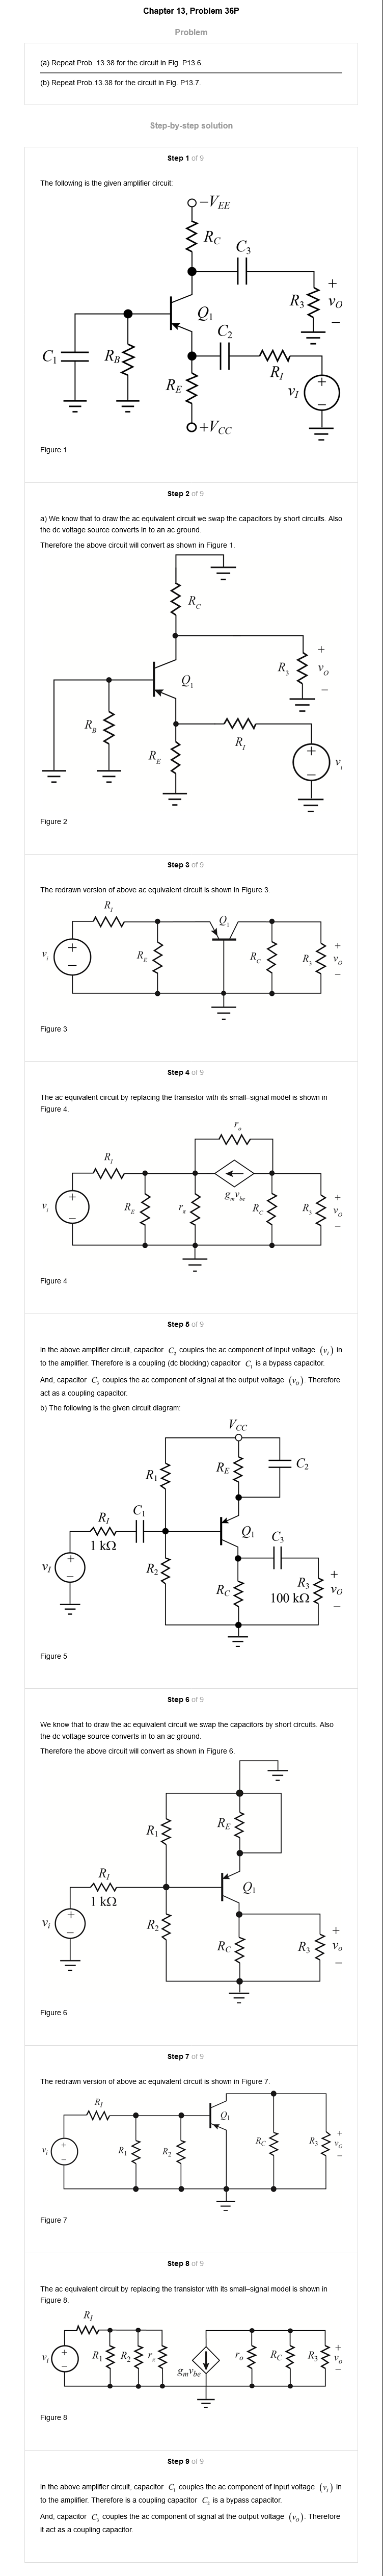 Chapter 13, Problem 36P
Problem
(a) Repeat Prob. 13.38 for the circuit in Fig. P13.6.
(b) Repeat Prob.13.38 for the circuit in Fig. P13.7.
Step-by-step solution
Step 1 of 9
The following is the given amplifier circuit:
−V_EE
R_C
C_3
R_3
+
v_O
−
Q_1
C_2
C_1
R_B
R_E
R_I
v_I
+
−
+V_CC
Figure 1
Step 2 of 9
a) We know that to draw the ac equivalent circuit we swap the capacitors by short circuits. Also
the dc voltage source converts in to an ac ground.
Therefore the above circuit will convert as shown in Figure 1.
R_C
R_3
+
v_O
−
Q_1
R_B
R_E
R_I
+
−
v_i
Figure 2
Step 3 of 9
The redrawn version of above ac equivalent circuit is shown in Figure 3.
R_I
Q_1
v_i
+
−
R_E
R_C
R_3
+
v_O
−
Figure 3
Step 4 of 9
The ac equivalent circuit by replacing the transistor with its small–signal model is shown in
Figure 4.
r_o
R_I
g_m v_be
v_i
+
−
R_E
r_π
R_C
R_3
+
v_O
−
Figure 4
Step 5 of 9
In the above amplifier circuit, capacitor C_2 couples the ac component of input voltage (v_I) in
to the amplifier. Therefore is a coupling (dc blocking) capacitor C_1 is a bypass capacitor.
And, capacitor C_3 couples the ac component of signal at the output voltage (v_O). Therefore
act as a coupling capacitor.
b) The following is the given circuit diagram:
V_CC
R_1
R_E
C_2
R_I
1 kΩ
C_1
Q_1
C_3
v_I
+
−
R_2
R_C
R_3
100 kΩ
+
v_O
−
Figure 5
Step 6 of 9
We know that to draw the ac equivalent circuit we swap the capacitors by short circuits. Also
the dc voltage source converts in to an ac ground.
Therefore the above circuit will convert as shown in Figure 6.
R_1
R_E
R_I
1 kΩ
Q_1
v_i
+
−
R_2
R_C
R_3
+
v_o
−
Figure 6
Step 7 of 9
The redrawn version of above ac equivalent circuit is shown in Figure 7.
R_I
Q_1
v_i
+
−
R_1
R_2
R_C
R_3
+
v_O
−
Figure 7
Step 8 of 9
The ac equivalent circuit by replacing the transistor with its small–signal model is shown in
Figure 8.
R_I
v_i
+
−
R_1
R_2
r_π
g_m v_be
r_o
R_C
R_3
+
v_o
−
Figure 8
Step 9 of 9
In the above amplifier circuit, capacitor C_1 couples the ac component of input voltage (v_I) in
to the amplifier. Therefore is a coupling capacitor C_2 is a bypass capacitor.
And, capacitor C_3 couples the ac component of signal at the output voltage (v_O). Therefore
it act as a coupling capacitor.